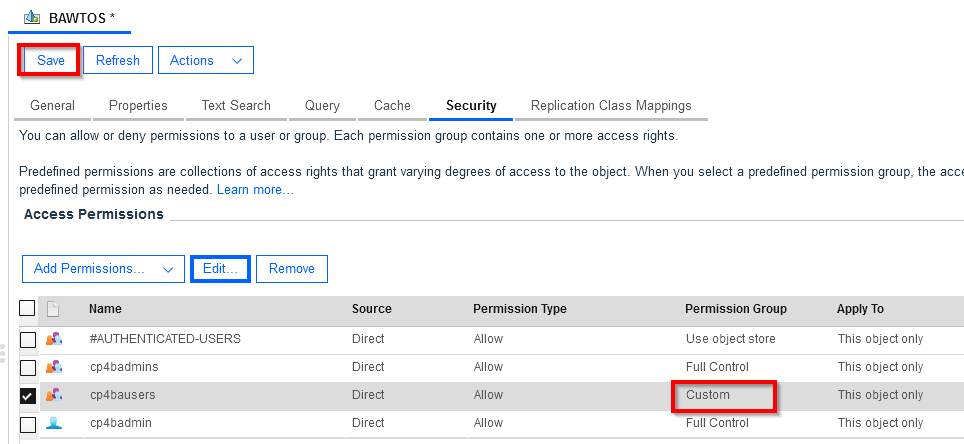 BAWTOS *
Save Refresh Actions
General Properties Text Search Query Cache Security Replication Class Mappings
You can allow or deny permissions to a user or group. Each permission group contains one or more access rights.
Predefined permissions are collections of access rights that grant varying degrees of access to the object. When you select a predefined permission group, the acce
predefined permission as needed. Learn more...
Access Permissions
Add Permissions... Edit... Remove
Name Source Permission Type Permission Group Apply To
#AUTHENTICATED-USERS Direct Allow Use object store This object only
cp4badmins Direct Allow Full Control This object only
cp4bausers Direct Allow Custom This object only
cp4badmin Direct Allow Full Control This object only